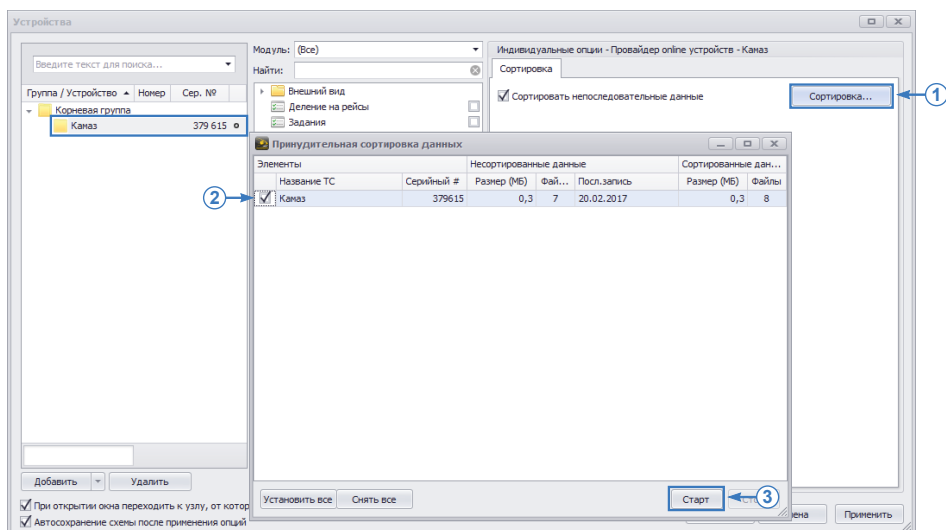 Устройства
Введите текст для поиска...
Группа / Устройство Номер Сер. №
Корневая группа
Камаз 379 615
Модуль: (Все)
Найти:
Внешний вид
Деление на рейсы
Задания
Индивидуальные опции - Провайдер online устройств - Камаз
Сортировка
Сортировать непоследовательные данные
Сортировка...
1
Принудительная сортировка данных
Элементы Несортированные данные Сортированные дан...
Название ТС Серийный # Размер (МБ) Фай... Посл.запись Размер (МБ) Файлы
2
Камаз 379615 0,3 7 20.02.2017 0,3 8
Установить все Снять все Старт
3
Добавить Удалить
При открытии окна переходить к узлу, от котор
Автосохранение схемы после применения опций
ена Применить